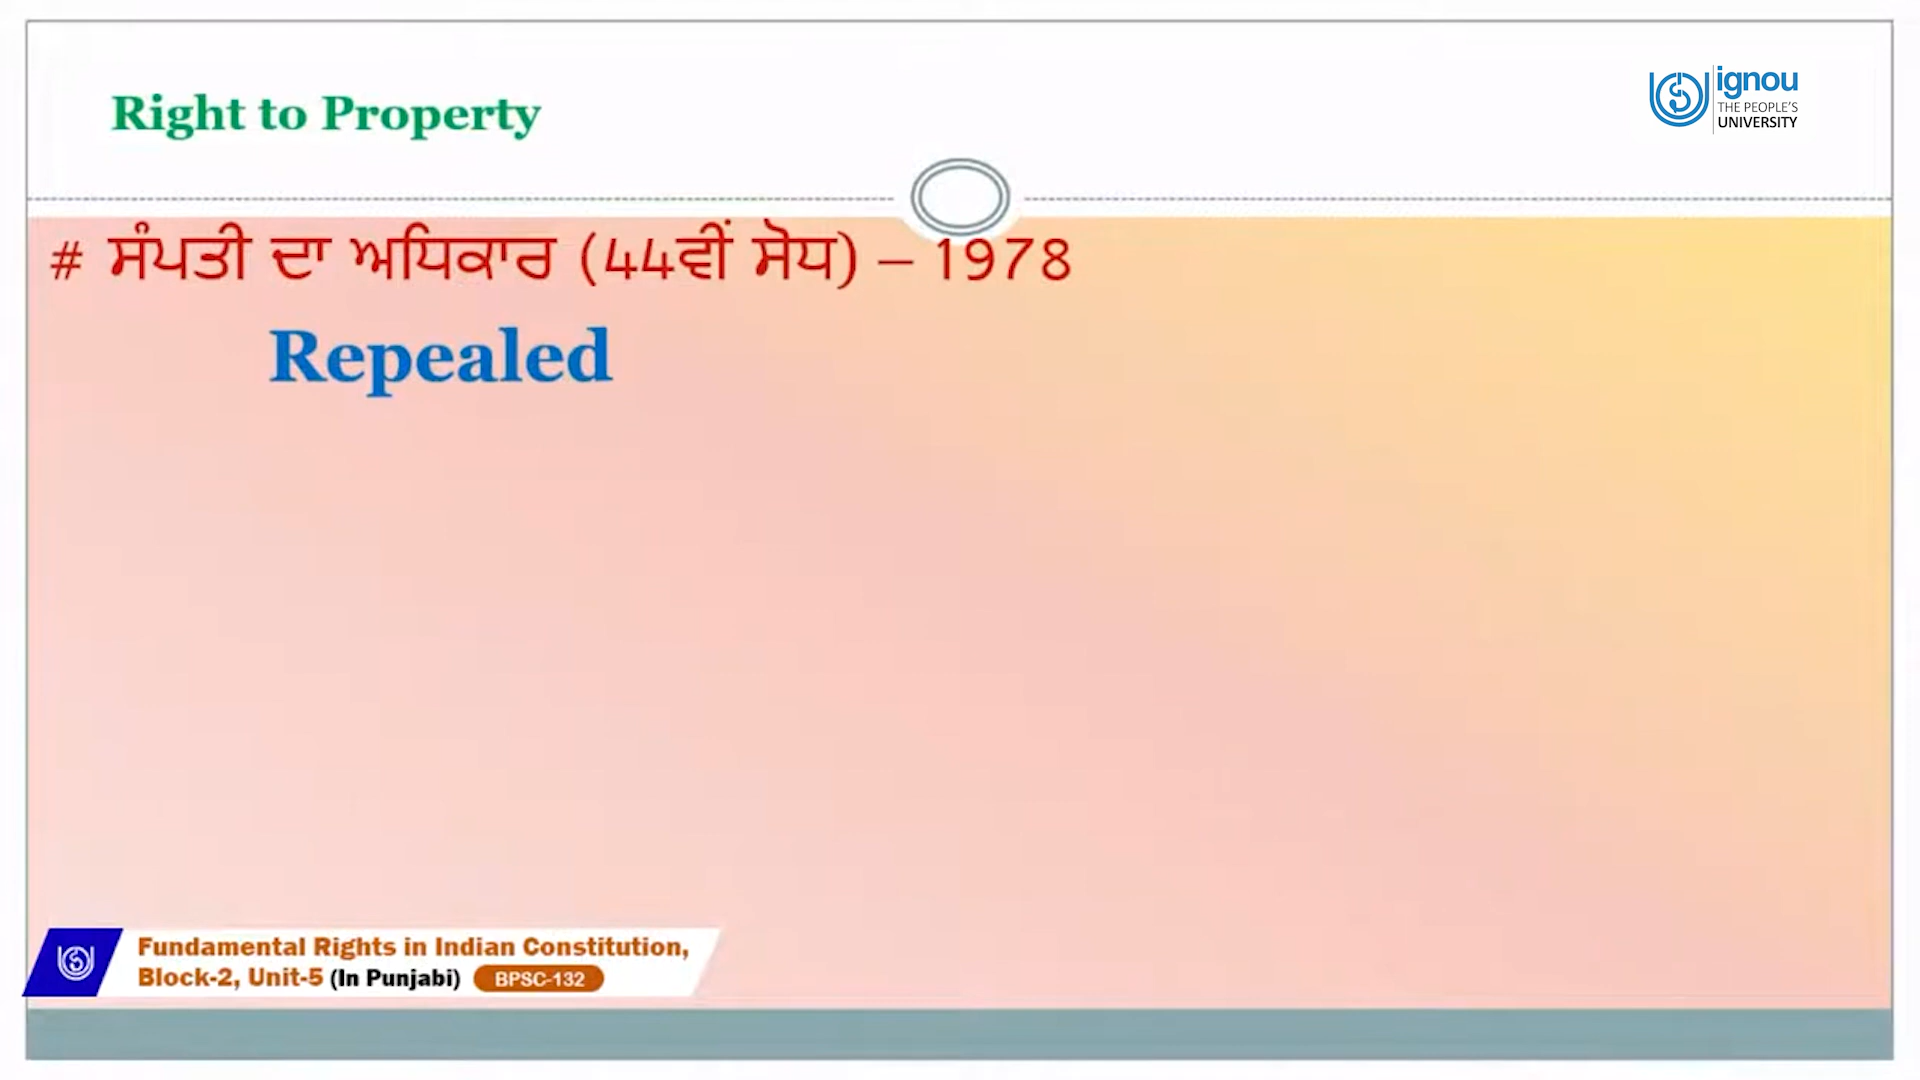 Right to Property
ignou
THE PEOPLE'S
UNIVERSITY
# ਸੰਪਤੀ ਦਾ ਅਧਿਕਾਰ (44ਵੀਂ ਸੋਧ) – 1978
Repealed
Fundamental Rights in Indian Constitution,
Block-2, Unit-5 (In Punjabi) BPSC-132